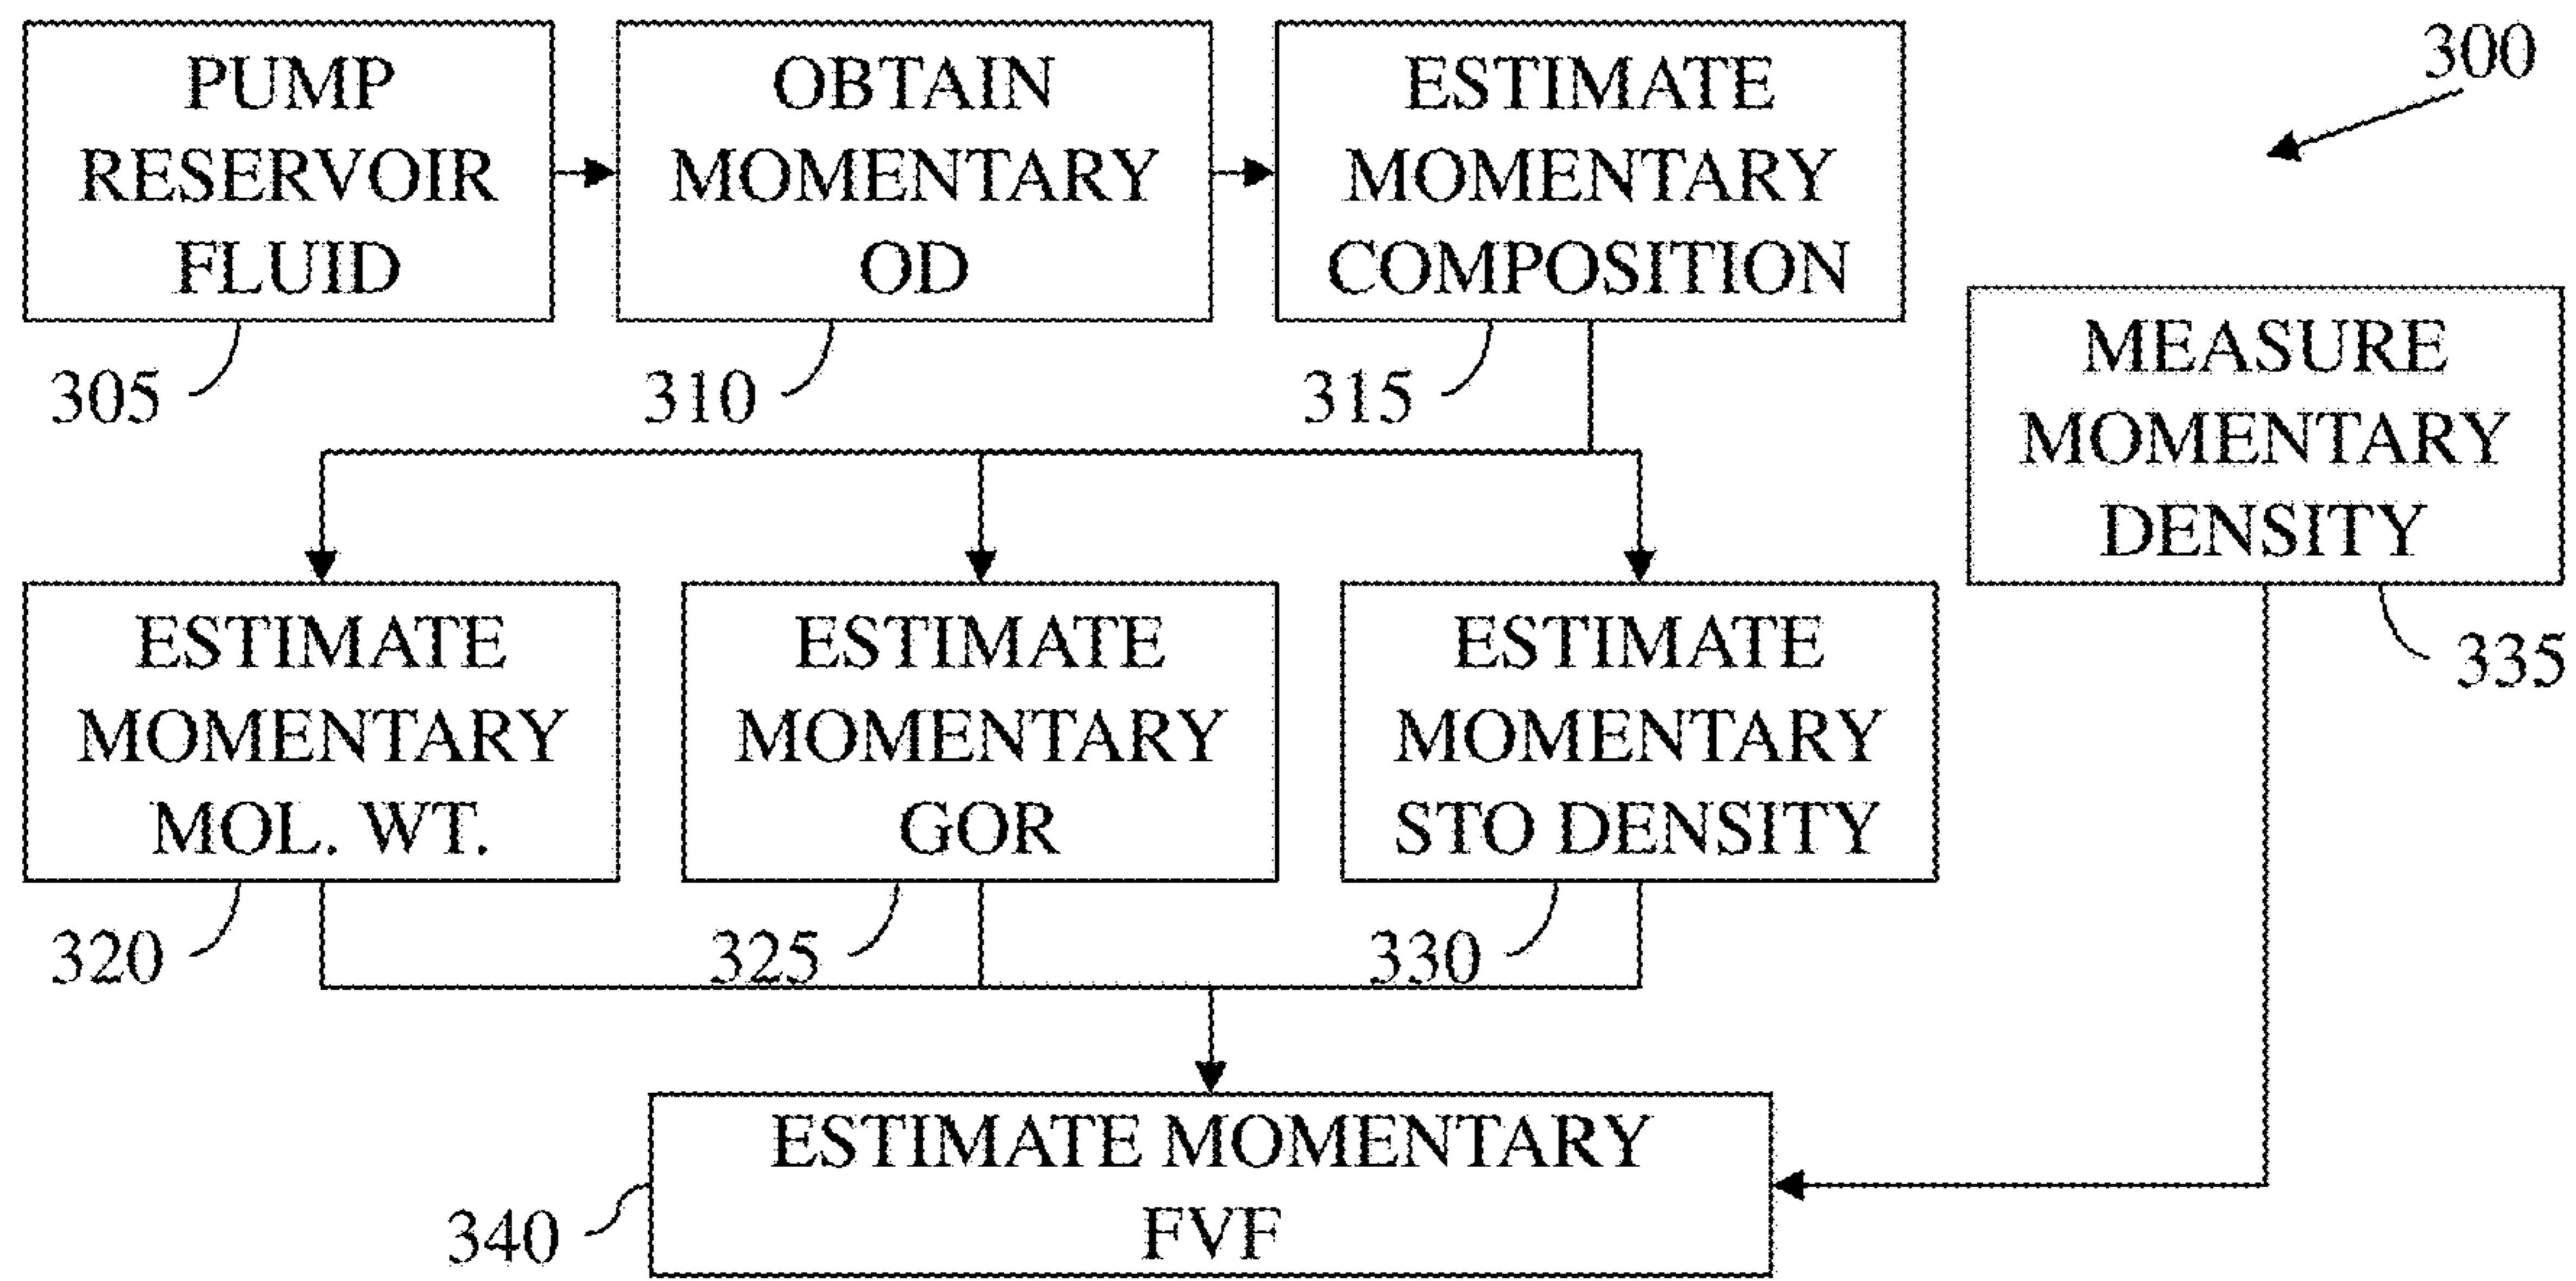 PUMP
RESERVOIR
FLUID
305
OBTAIN
MOMENTARY
OD
310
ESTIMATE
MOMENTARY
COMPOSITION
315
300
MEASURE
MOMENTARY
DENSITY
335
ESTIMATE
MOMENTARY
MOL. WT.
320
ESTIMATE
MOMENTARY
GOR
325
ESTIMATE
MOMENTARY
STO DENSITY
330
ESTIMATE MOMENTARY
FVF
340